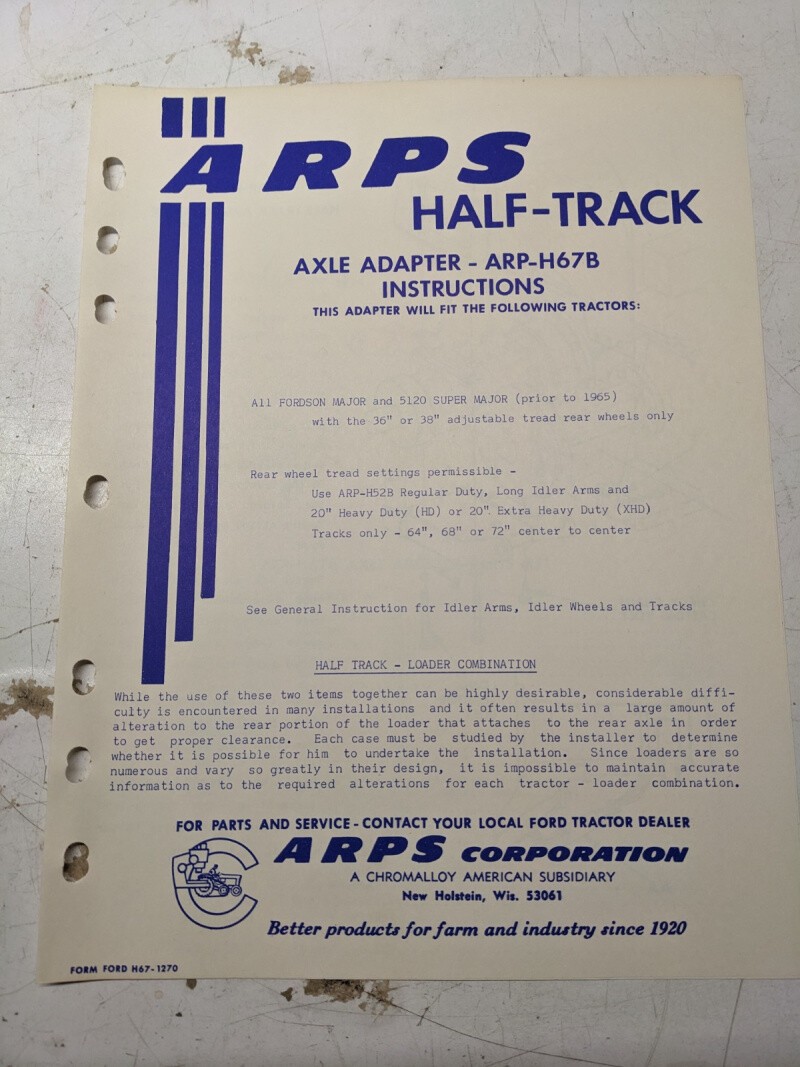 ARPS
HALF-TRACK
AXLE ADAPTER - ARP-H67B
INSTRUCTIONS
THIS ADAPTER WILL FIT THE FOLLOWING TRACTORS:
All FORDSON MAJOR and 5120 SUPER MAJOR (prior to 1965)
with the 36" or 38" adjustable tread rear wheels only
Rear wheel tread settings permissible -
Use ARP-H52B Regular Duty, Long Idler Arms and
20" Heavy Duty (HD) or 20" Extra Heavy Duty (XHD)
Tracks only - 64", 68" or 72" center to center
See General Instruction for Idler Arms, Idler Wheels and Tracks
HALF TRACK - LOADER COMBINATION
While the use of these two items together can be highly desirable, considerable diffi-
culty is encountered in many installations and it often results in a large amount of
alteration to the rear portion of the loader that attaches to the rear axle in order
to get proper clearance. Each case must be studied by the installer to determine
whether it is possible for him to undertake the installation. Since loaders are so
numerous and vary so greatly in their design, it is impossible to maintain accurate
information as to the required alterations for each tractor - loader combination.
FOR PARTS AND SERVICE - CONTACT YOUR LOCAL FORD TRACTOR DEALER
ARPS CORPORATION
A CHROMALLOY AMERICAN SUBSIDIARY
New Holstein, Wis. 53061
Better products for farm and industry since 1920
FORM FORD H67-1270